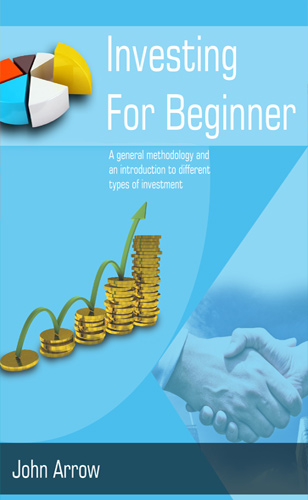 Investing
For Beginner
A general methodology and
an introduction to different
types of investment
John Arrow